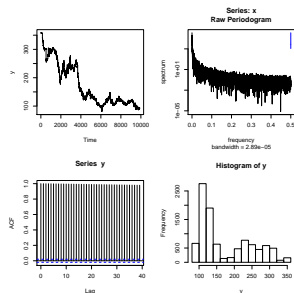 Series: x
Raw Periodogram
y
100
200
300
0
2000
4000
6000
8000
10000
Time
spectrum
1e-05
1e+01
0.0
0.1
0.2
0.3
0.4
0.5
frequency
bandwidth = 2.89e-05
Series y
ACF
0.0
0.2
0.4
0.6
0.8
1.0
0
10
20
30
40
Lag
Histogram of y
Frequency
0
500
1500
2500
100
150
200
250
300
350
y